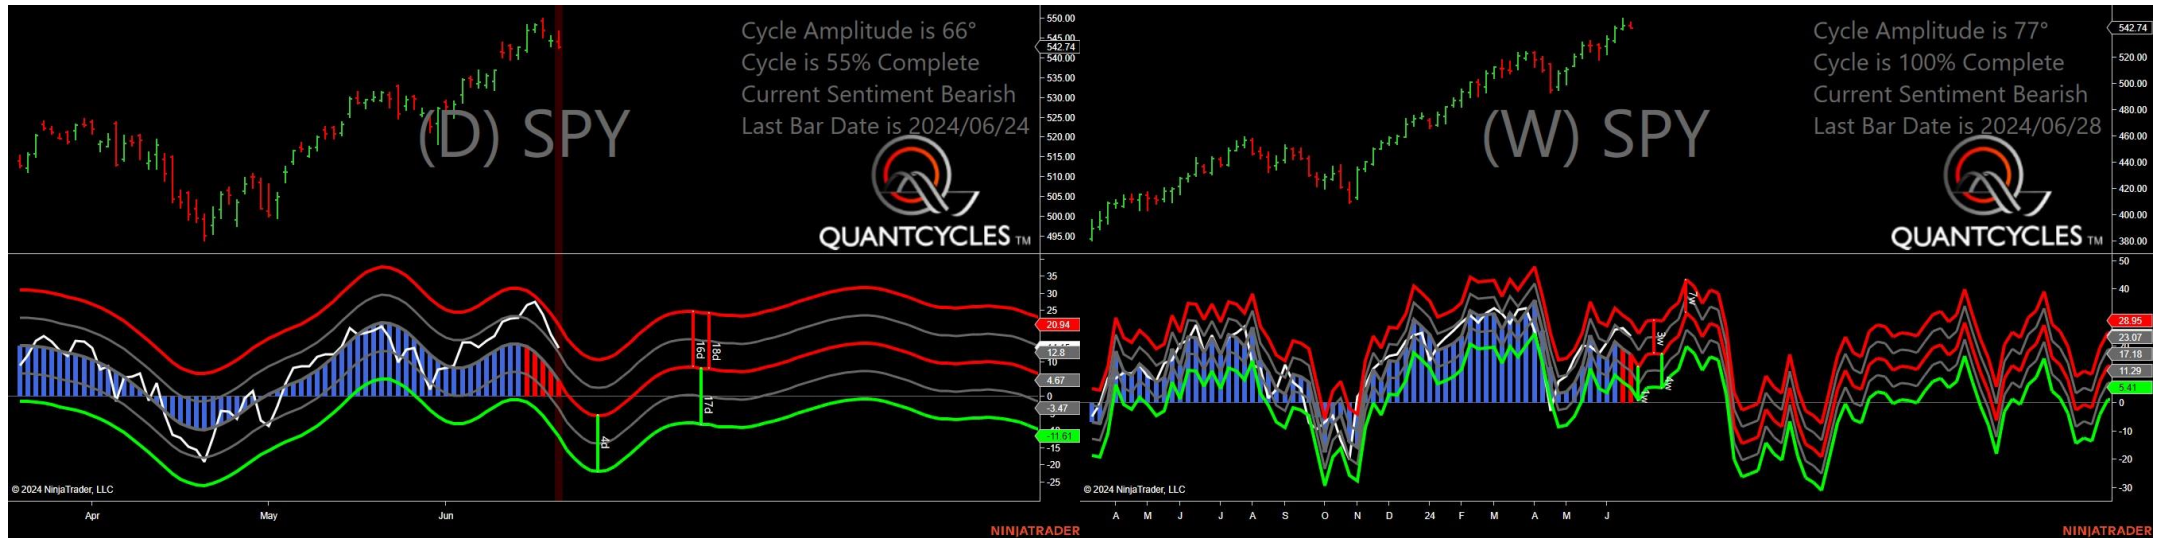 Cycle Amplitude is 66°
Cycle is 55% Complete
Current Sentiment Bearish
Last Bar Date is 2024/06/24
(D) SPY
QUANTCYCLES TM
550.00
545.00
542.74
540.00
535.00
530.00
525.00
520.00
515.00
510.00
505.00
500.00
495.00
35
30
25
20.94
12.8
10
4.67
0
-3.47
-11.61
-15
-20
-25
16d
18d
17d
4d
© 2024 NinjaTrader, LLC
Apr May Jun
NINJATRADER
Cycle Amplitude is 77°
Cycle is 100% Complete
Current Sentiment Bearish
Last Bar Date is 2024/06/28
(W) SPY
QUANTCYCLES TM
542.74
520.00
500.00
480.00
460.00
440.00
420.00
400.00
380.00
50
40
28.95
23.07
17.18
11.29
5.41
0
-10
-20
-30
7w
3w
4w
© 2024 NinjaTrader, LLC
A M J J A S O N D 24 F M A M J
NINJATRADER